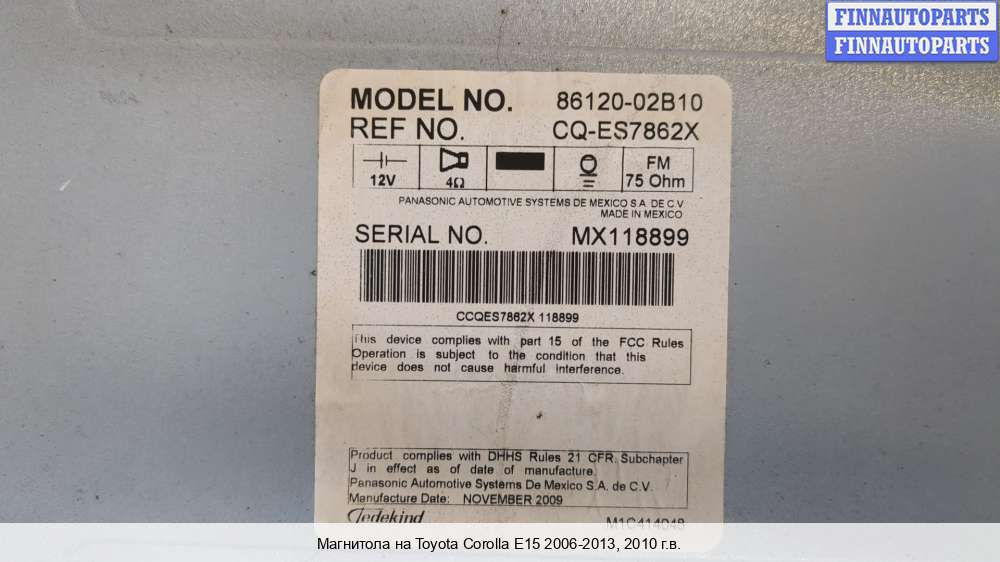 FINNAUTOPARTS
FINNAUTOPARTS
MODEL NO. 86120-02B10
REF NO. CQ-ES7862X
12V 4Ω FM
75 Ohm
PANASONIC AUTOMOTIVE SYSTEMS DE MEXICO S.A. DE C.V
MADE IN MEXICO
SERIAL NO. MX118899
CCQES7862X 118899
This device complies with part 15 of the FCC Rules
Operation is subject to the condition that this
device does not cause harmful interference.
Product complies with DHHS Rules 21 CFR, Subchapter
J in effect as of date of manufacture.
Panasonic Automotive Systems De Mexico S.A. de C.V.
Manufacture Date: NOVEMBER 2009
Jedekind M1C414048
Магнитола на Toyota Corolla E15 2006-2013, 2010 г.в.